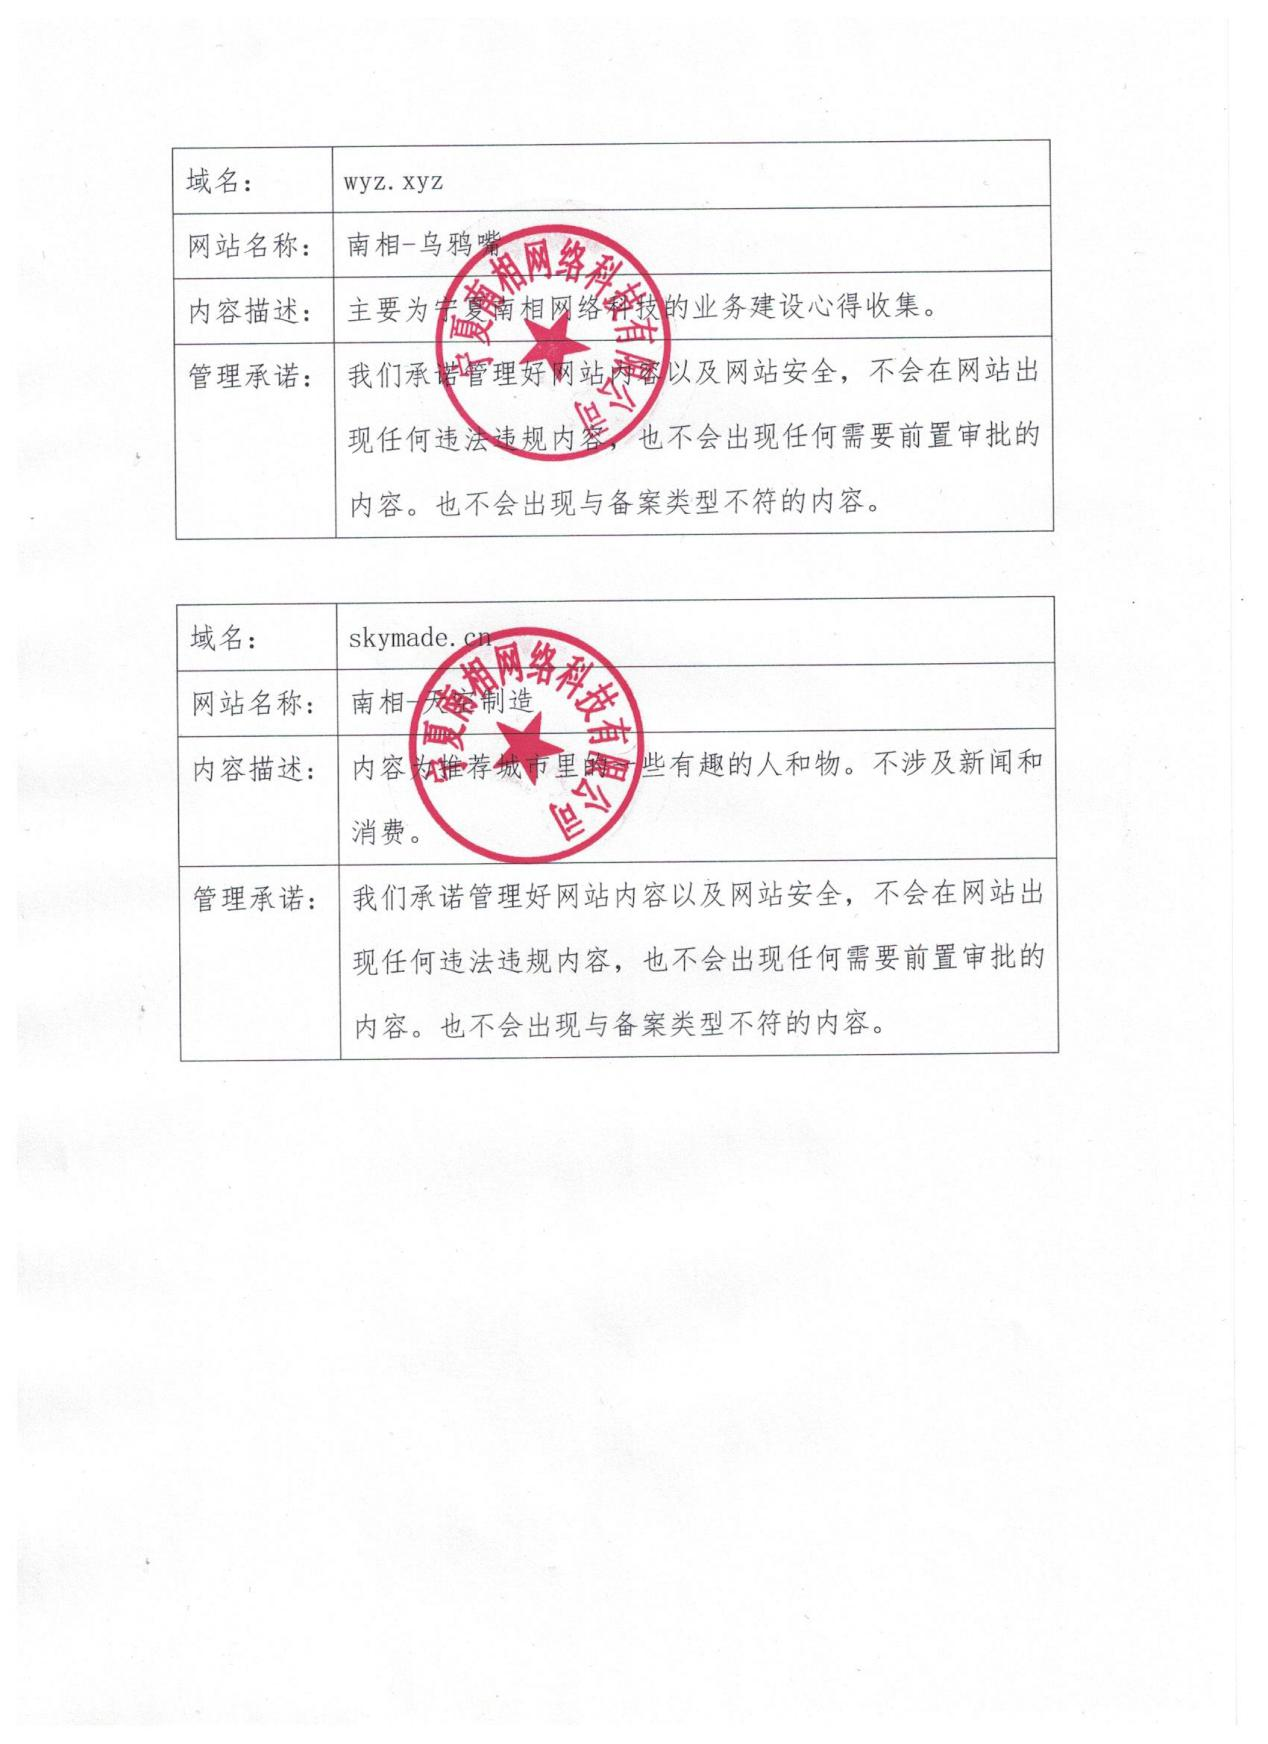 域名： wyz.xyz
网站名称： 南相-乌鸦嘴
内容描述： 主要为宁夏南相网络科技的业务建设心得收集。
管理承诺： 我们承诺管理好网站内容以及网站安全，不会在网站出
现任何违法违规内容，也不会出现任何需要前置审批的
内容。也不会出现与备案类型不符的内容。
宁夏南相网络科技有限公司
域名： skymade.cn
网站名称： 南相-天空制造
内容描述： 内容为推荐城市里的一些有趣的人和物。不涉及新闻和
消费。
管理承诺： 我们承诺管理好网站内容以及网站安全，不会在网站出
现任何违法违规内容，也不会出现任何需要前置审批的
内容。也不会出现与备案类型不符的内容。
宁夏南相网络科技有限公司